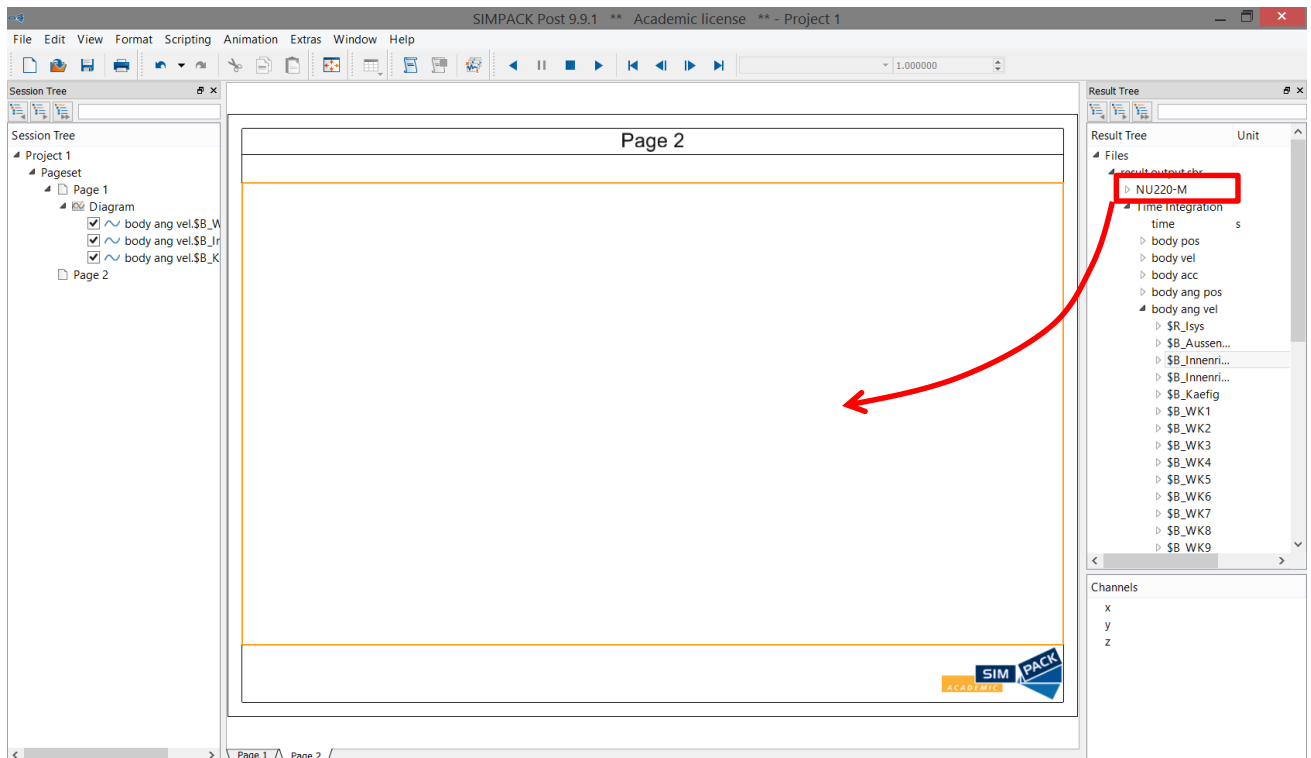 SIMPACK Post 9.9.1 ** Academic license ** - Project 1
File Edit View Format Scripting Animation Extras Window Help
1.000000
Session Tree
Session Tree
Project 1
Pageset
Page 1
Diagram
body ang vel.$B_W
body ang vel.$B_Ir
body ang vel.$B_K
Page 2
Page 2
SIM PACK
ACADEMIC
Page 1 Page 2
Result Tree
Result Tree Unit
Files
result output.sbr
NU220-M
Time Integration
time s
body pos
body vel
body acc
body ang pos
body ang vel
$R_Isys
$B_Aussen...
$B_Innenri...
$B_Innenri...
$B_Kaefig
$B_WK1
$B_WK2
$B_WK3
$B_WK4
$B_WK5
$B_WK6
$B_WK7
$B_WK8
$B_WK9
Channels
x
y
z